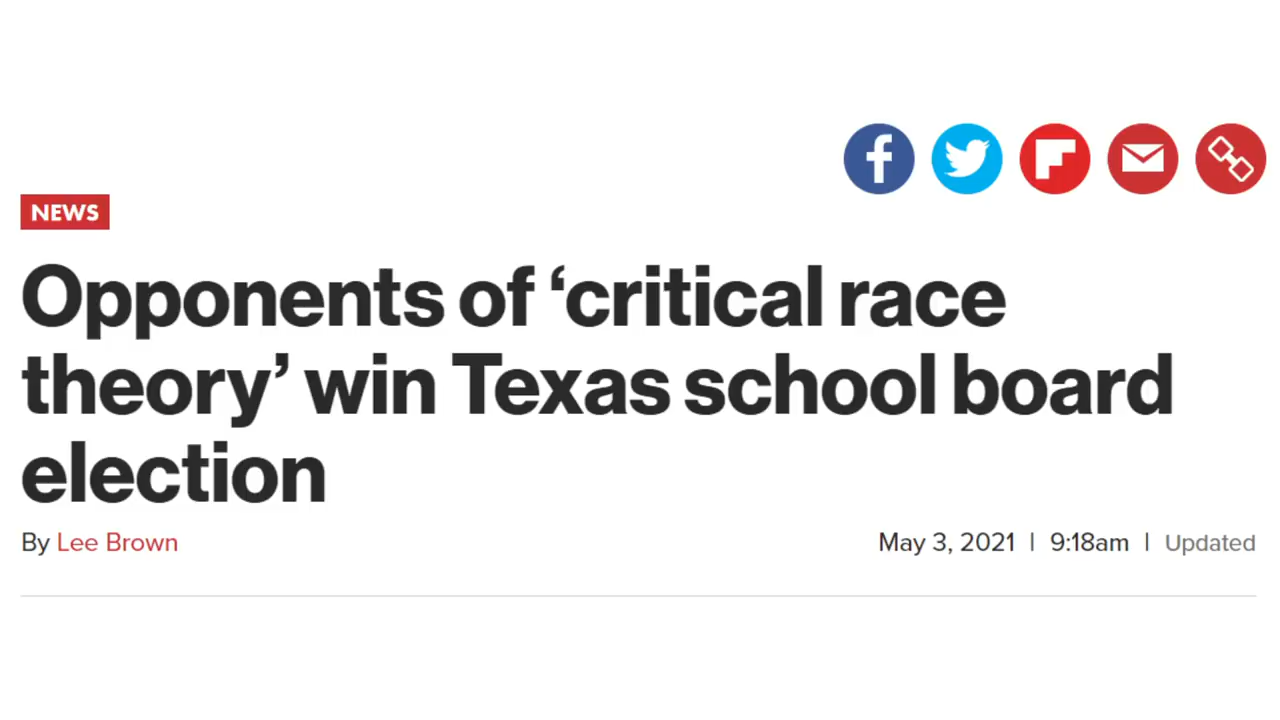 NEWS
Opponents of ‘critical race
theory’ win Texas school board
election
By Lee Brown
May 3, 2021 | 9:18am | Updated